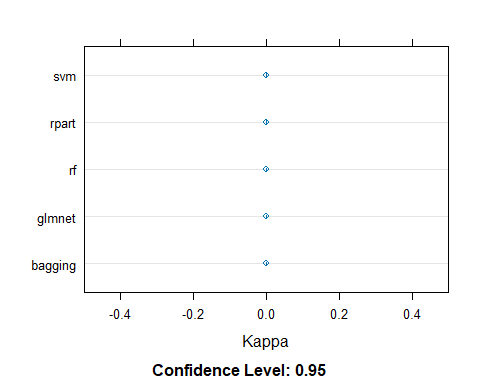 svm
rpart
rf
glmnet
bagging
-0.4 -0.2 0.0 0.2 0.4
Kappa
Confidence Level: 0.95